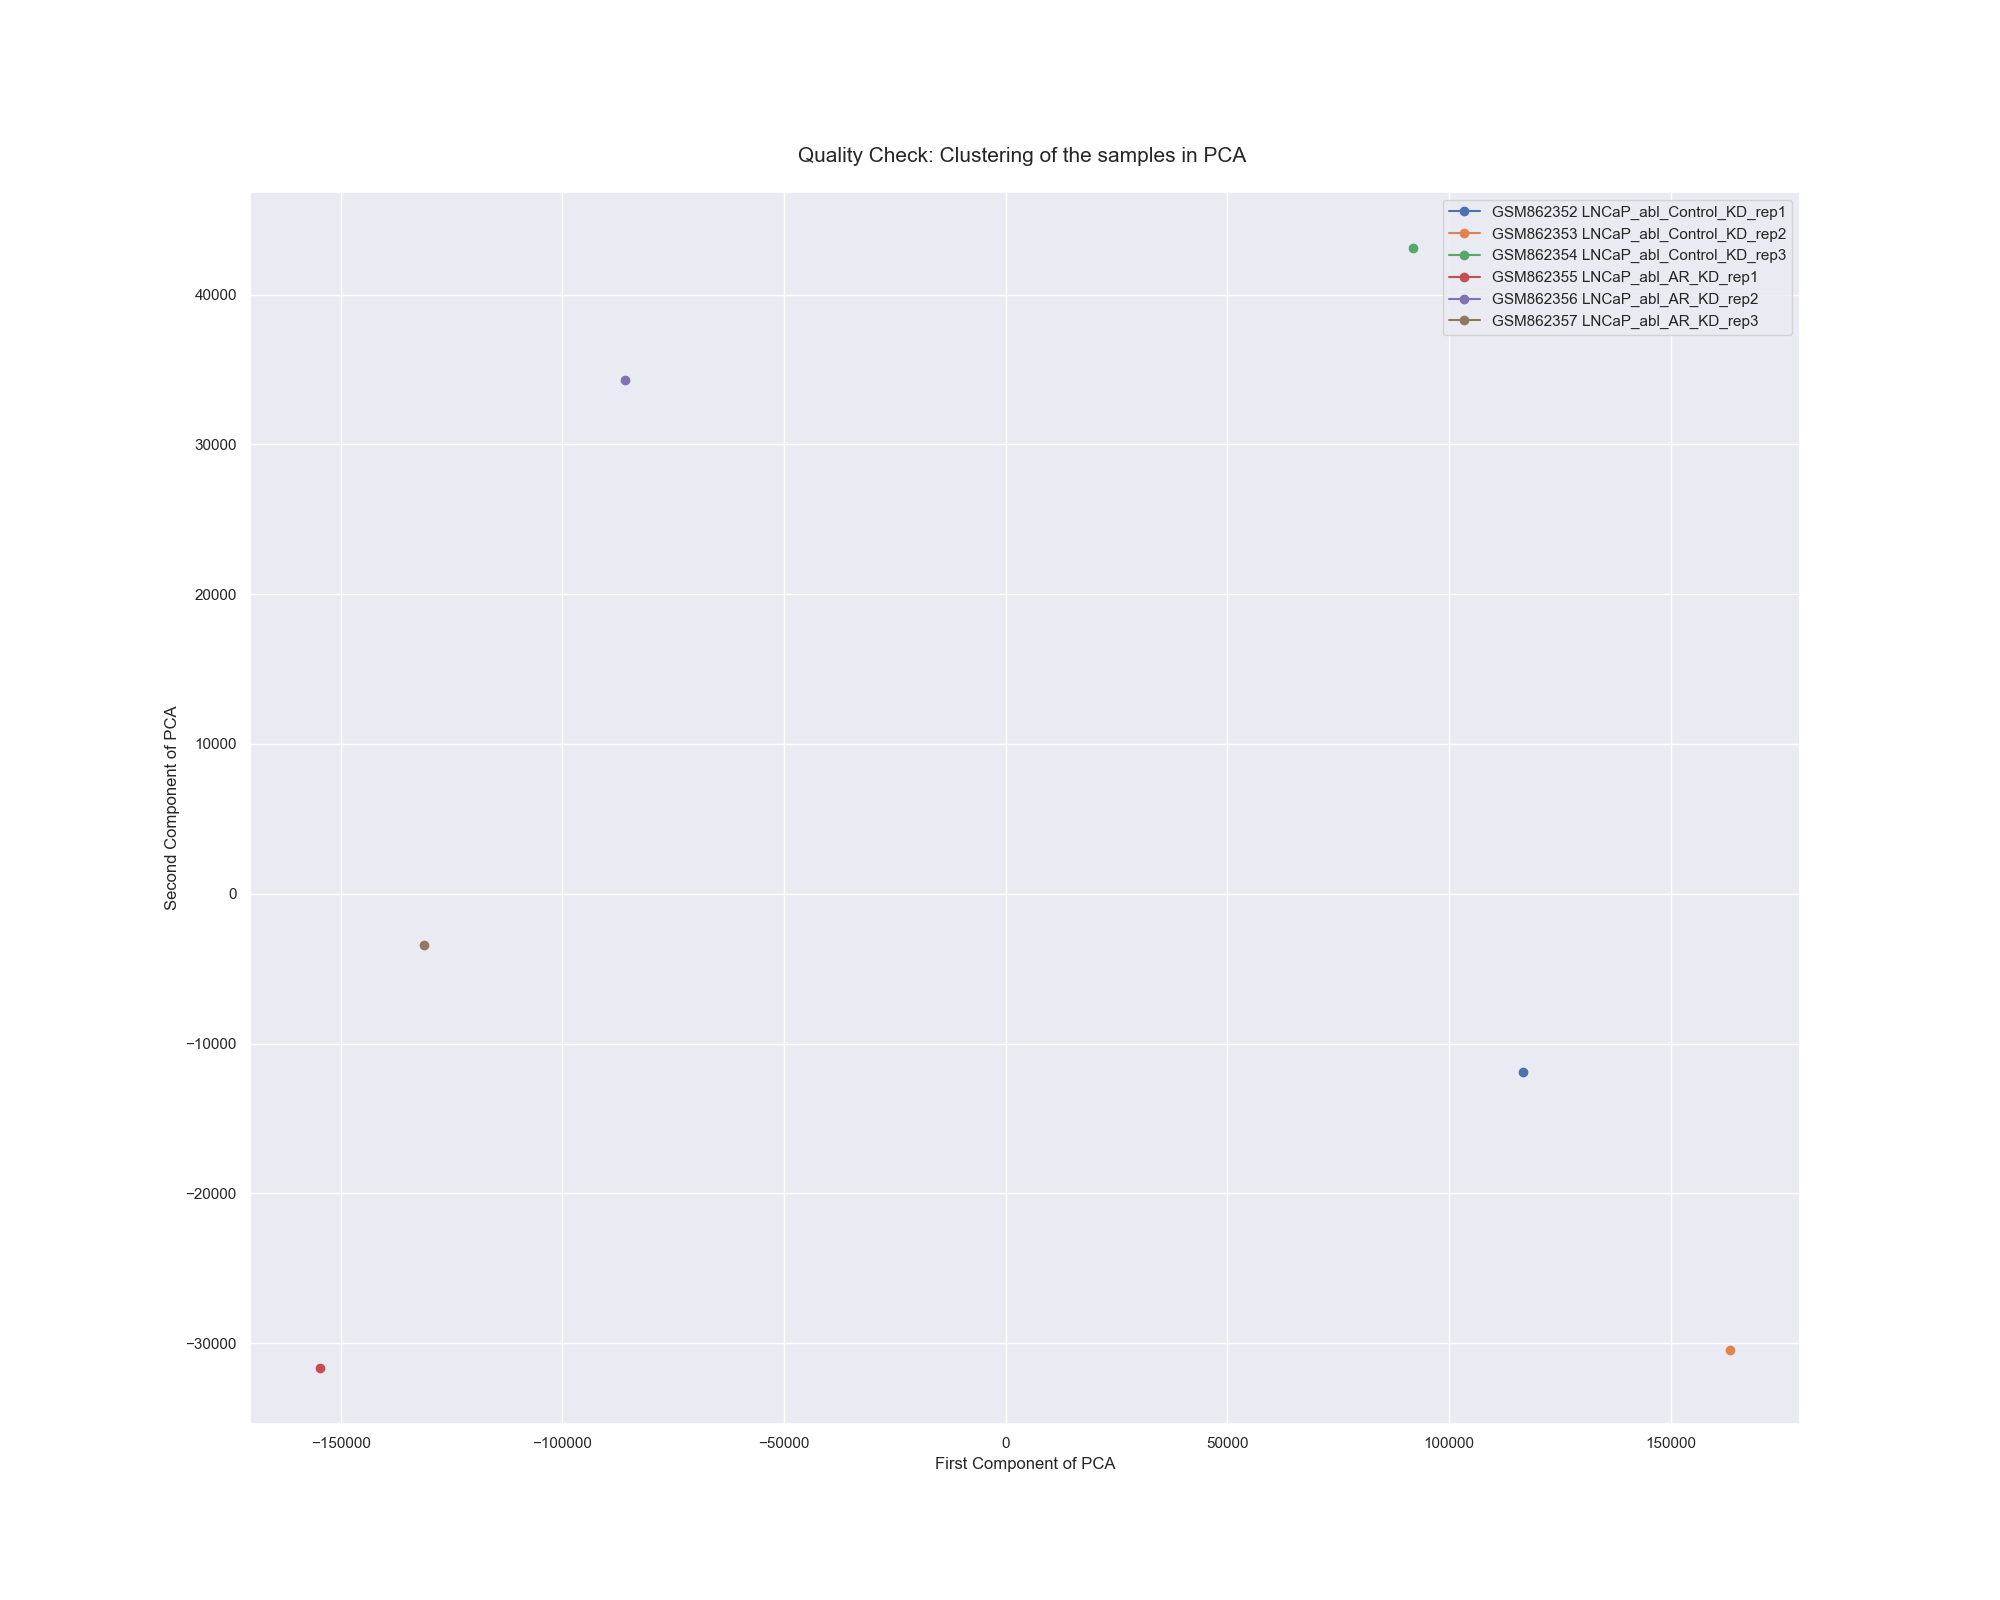 Quality Check: Clustering of the samples in PCA
GSM862352 LNCaP_abl_Control_KD_rep1
GSM862353 LNCaP_abl_Control_KD_rep2
GSM862354 LNCaP_abl_Control_KD_rep3
GSM862355 LNCaP_abl_AR_KD_rep1
GSM862356 LNCaP_abl_AR_KD_rep2
GSM862357 LNCaP_abl_AR_KD_rep3
40000
30000
20000
10000
0
−10000
−20000
−30000
Second Component of PCA
−150000
−100000
−50000
0
50000
100000
150000
First Component of PCA